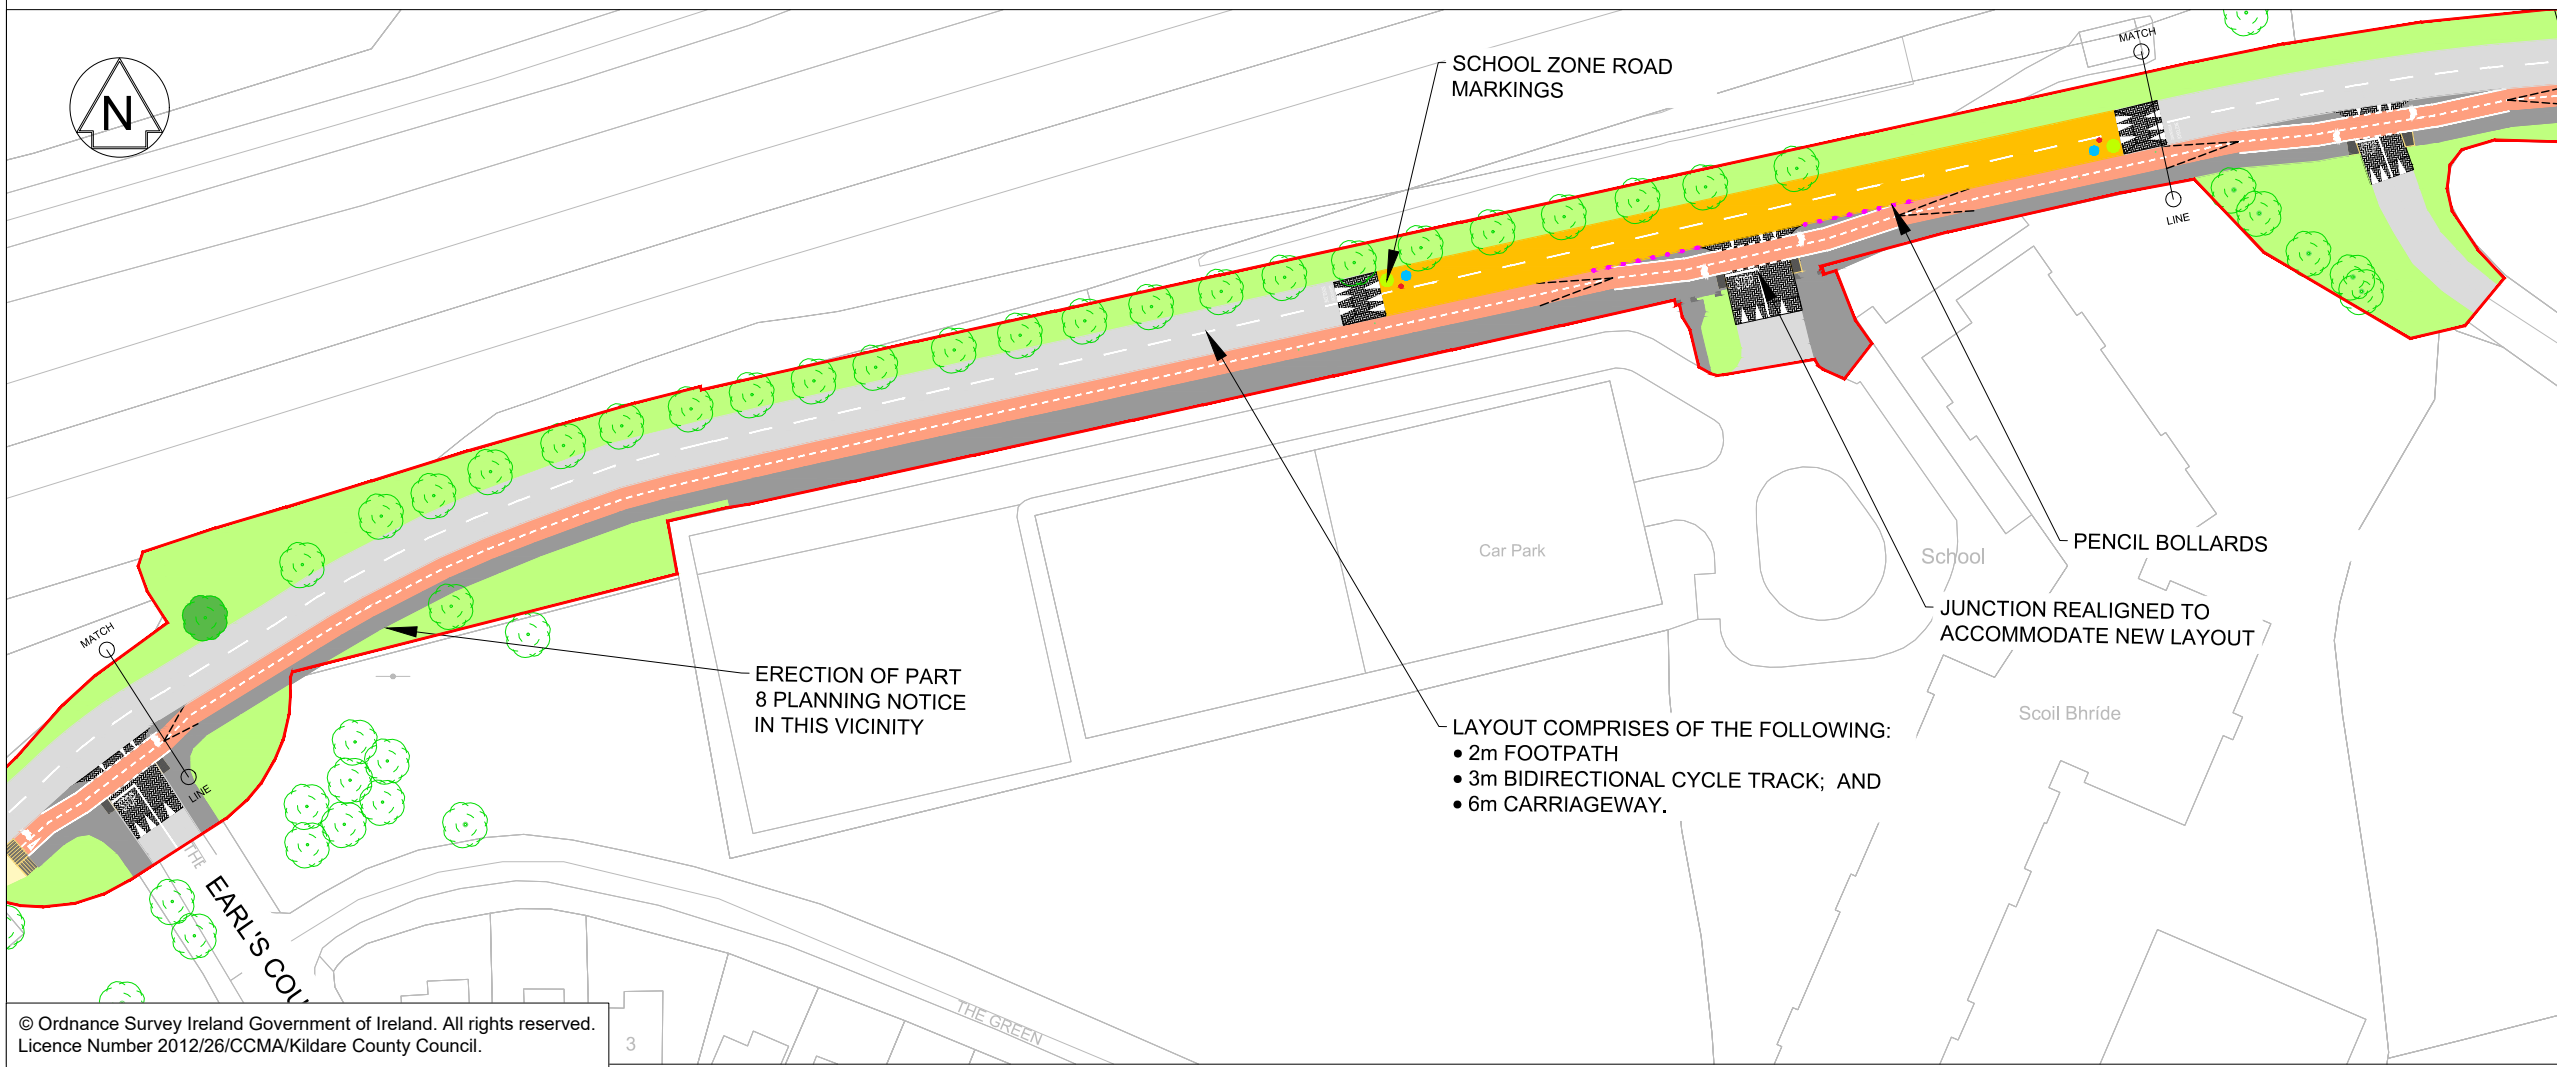 N
SCHOOL ZONE ROAD
MARKINGS
MATCH
LINE
PENCIL BOLLARDS
JUNCTION REALIGNED TO
ACCOMMODATE NEW LAYOUT
School
Car Park
Scoil Bhríde
LAYOUT COMPRISES OF THE FOLLOWING:
• 2m FOOTPATH
• 3m BIDIRECTIONAL CYCLE TRACK; AND
• 6m CARRIAGEWAY.
ERECTION OF PART
8 PLANNING NOTICE
IN THIS VICINITY
MATCH
LINE
THE
EARL'S COU
THE GREEN
3
© Ordnance Survey Ireland Government of Ireland. All rights reserved.
Licence Number 2012/26/CCMA/Kildare County Council.